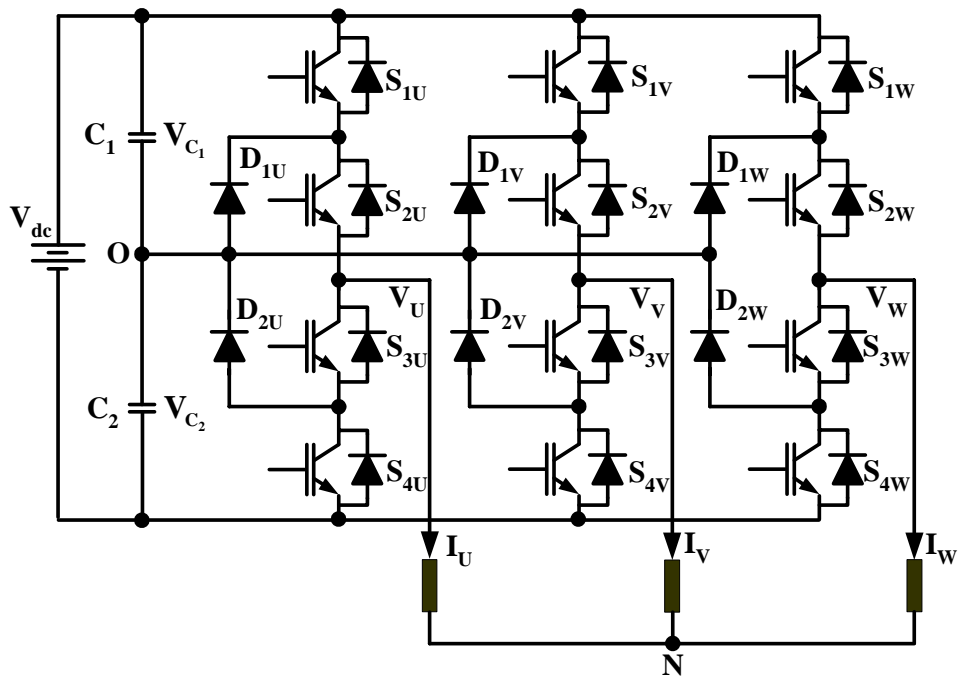 S1U
S1V
S1W
C1
VC1
D1U
D1V
D1W
S2U
S2V
S2W
Vdc
O
VU
VV
VW
D2U
D2V
D2W
S3U
S3V
S3W
C2
VC2
S4U
S4V
S4W
IU
IV
IW
N